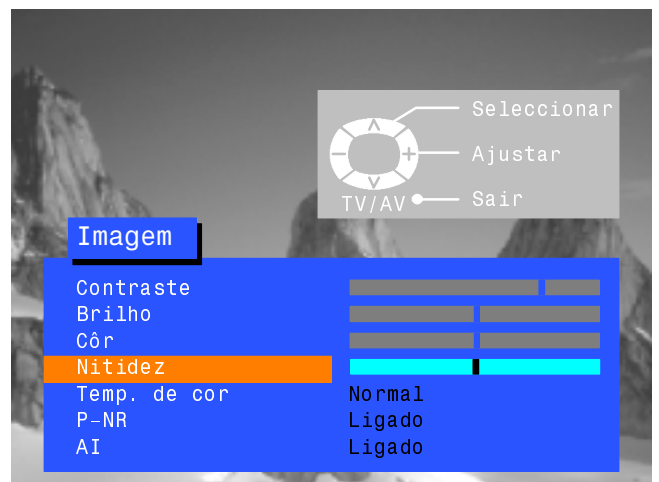 Seleccionar
Ajustar
TV/AV Sair
Imagem
Contraste
Brilho
Côr
Nitidez
Temp. de cor Normal
P-NR Ligado
AI Ligado